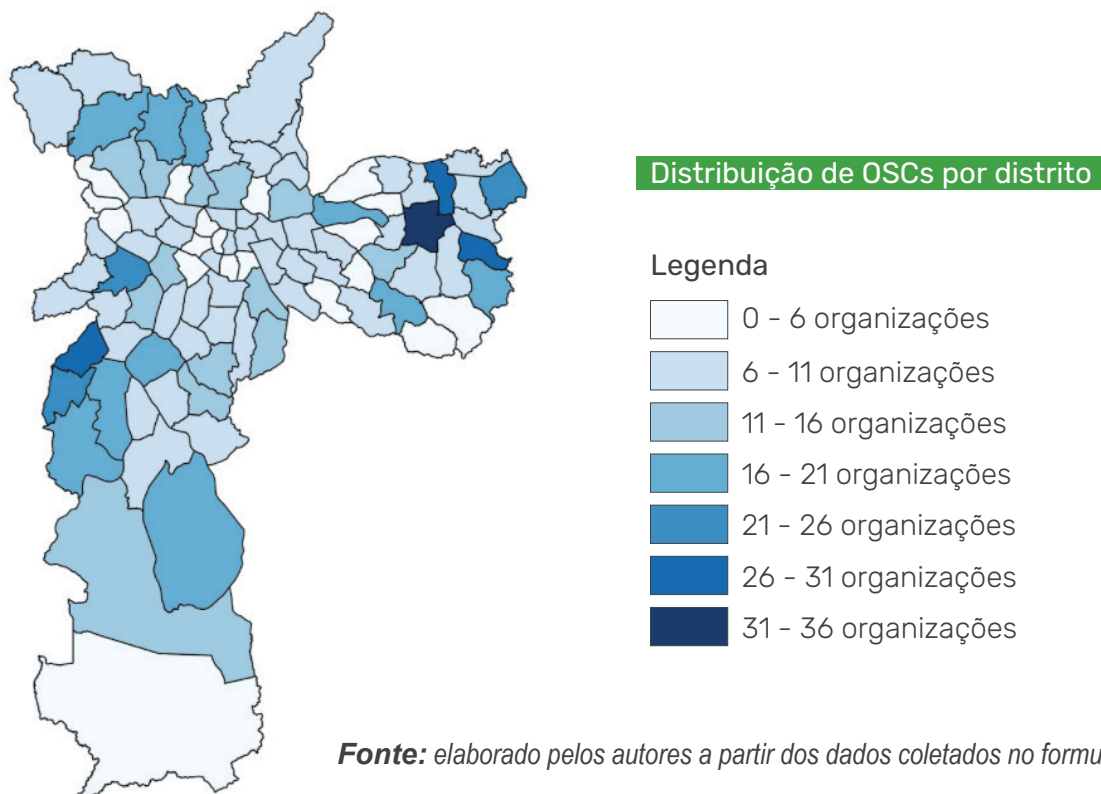 Distribuição de OSCs por distrito
Legenda
0 - 6 organizações
6 - 11 organizações
11 - 16 organizações
16 - 21 organizações
21 - 26 organizações
26 - 31 organizações
31 - 36 organizações
Fonte: elaborado pelos autores a partir dos dados coletados no formu